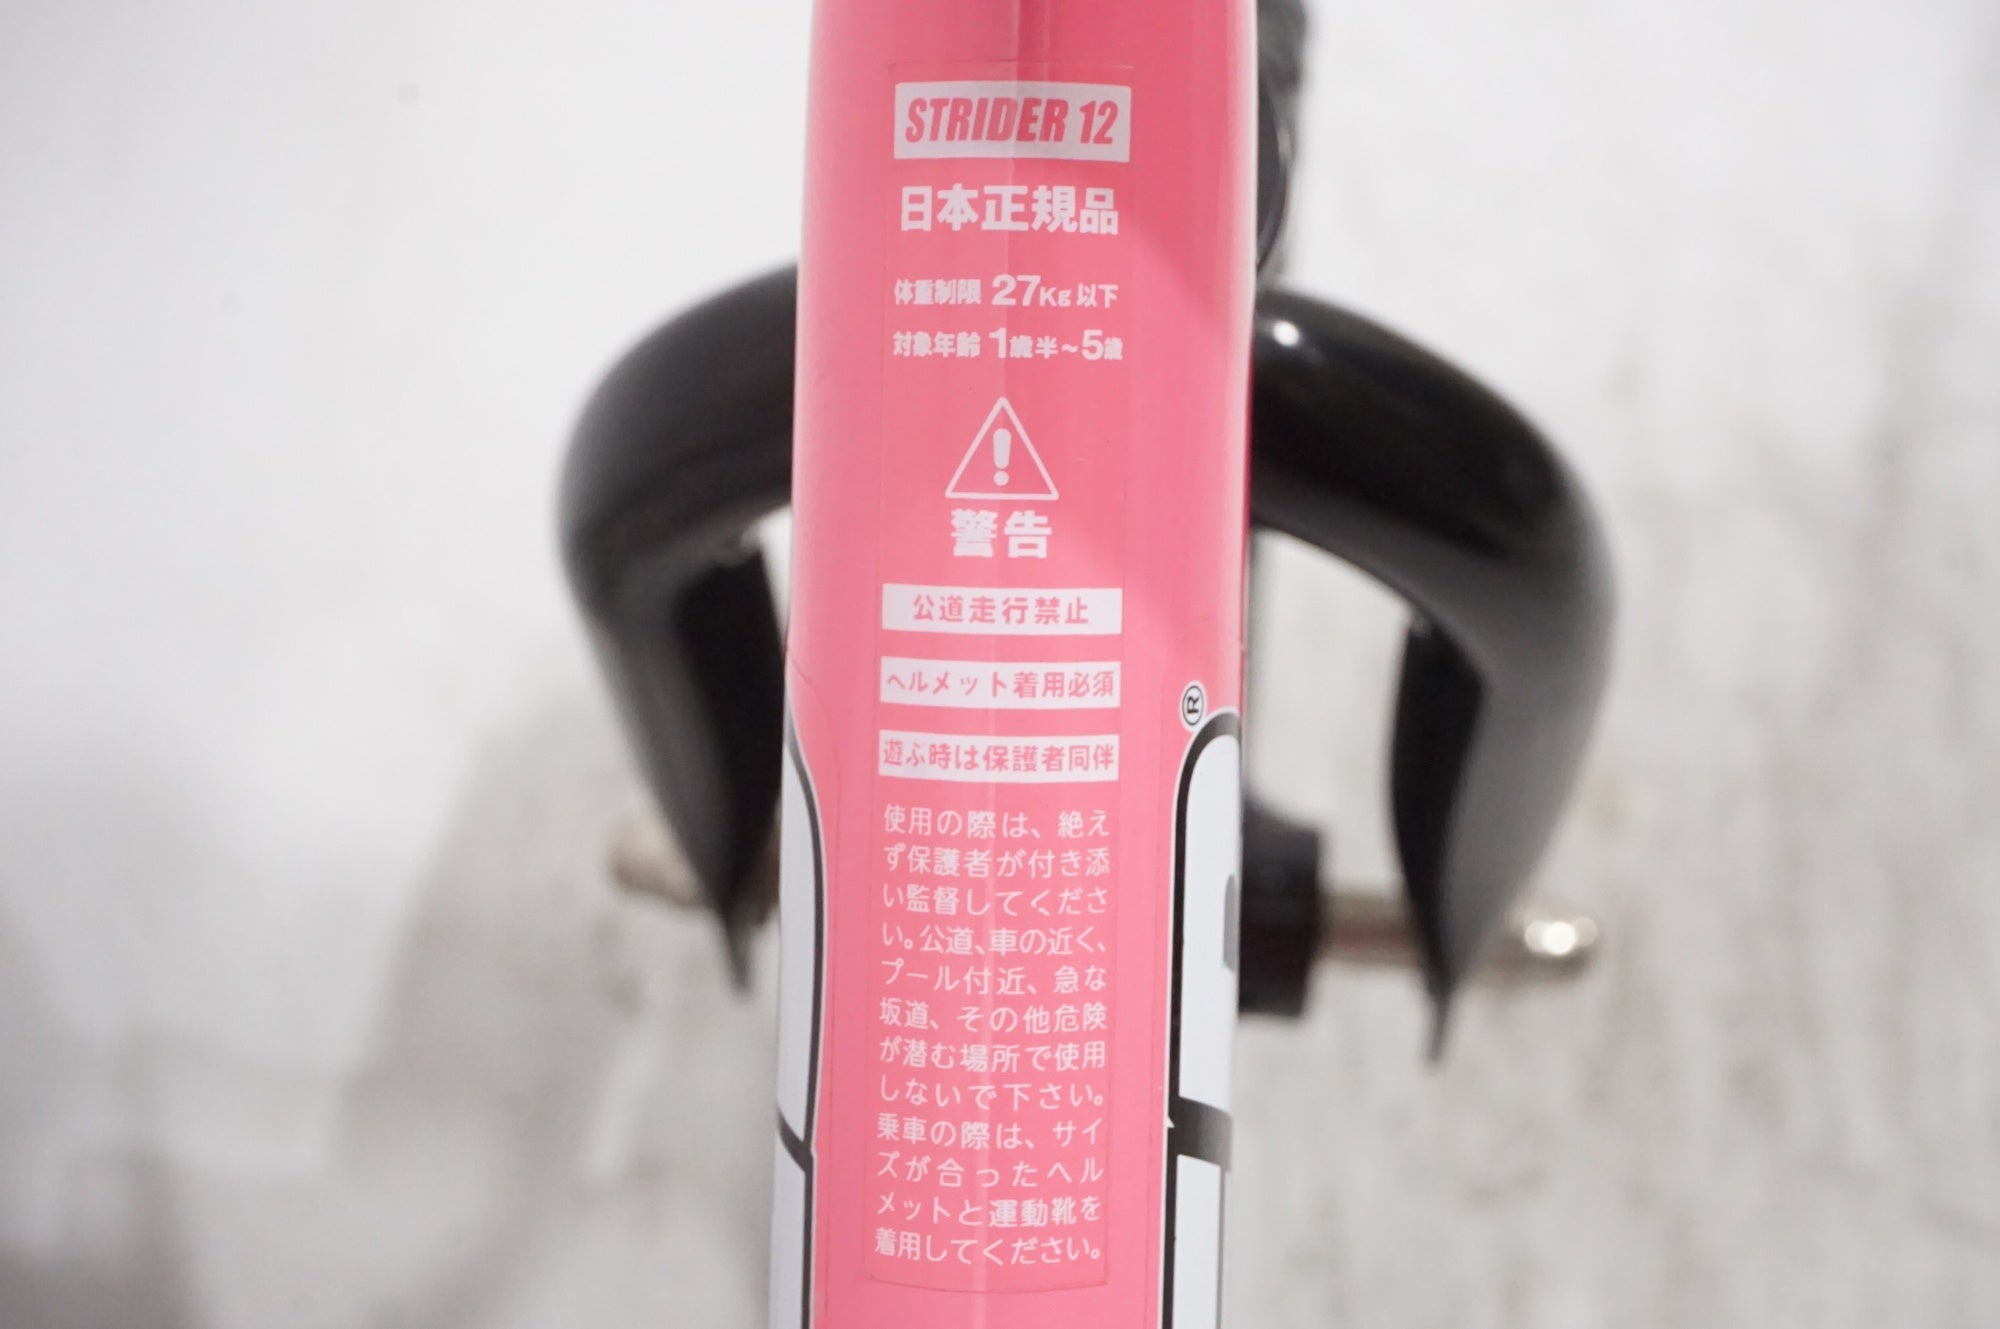 STRIDER 12
日本正規品
体重制限 27Kg以下
対象年齢 1歳半~5歳
警告
公道走行禁止
ヘルメット着用必須
遊ぶ時は保護者同伴
®
使用の際は、絶え
ず保護者が付き添
い監督してくださ
い。公道、車の近く、
プール付近、急な
坂道、その他危険
が潜む場所で使用
しないで下さい。
乗車の際は、サイ
ズが合ったヘル
メットと運動靴を
着用してください。